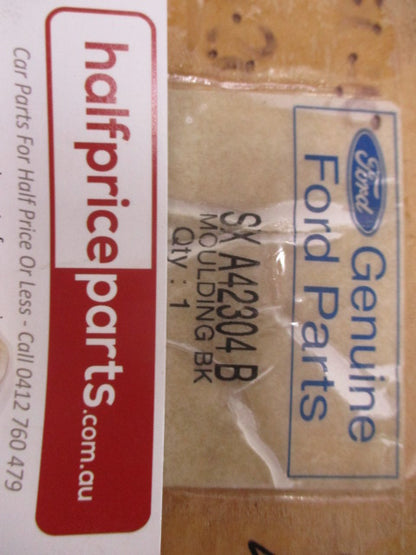 halfpriceparts.com.au
Car Parts For Half Price Or Less - Call 0412 760 479
Ford
Genuine
Ford Parts
SX A42304 B
MOULDING BK
Qty : 1